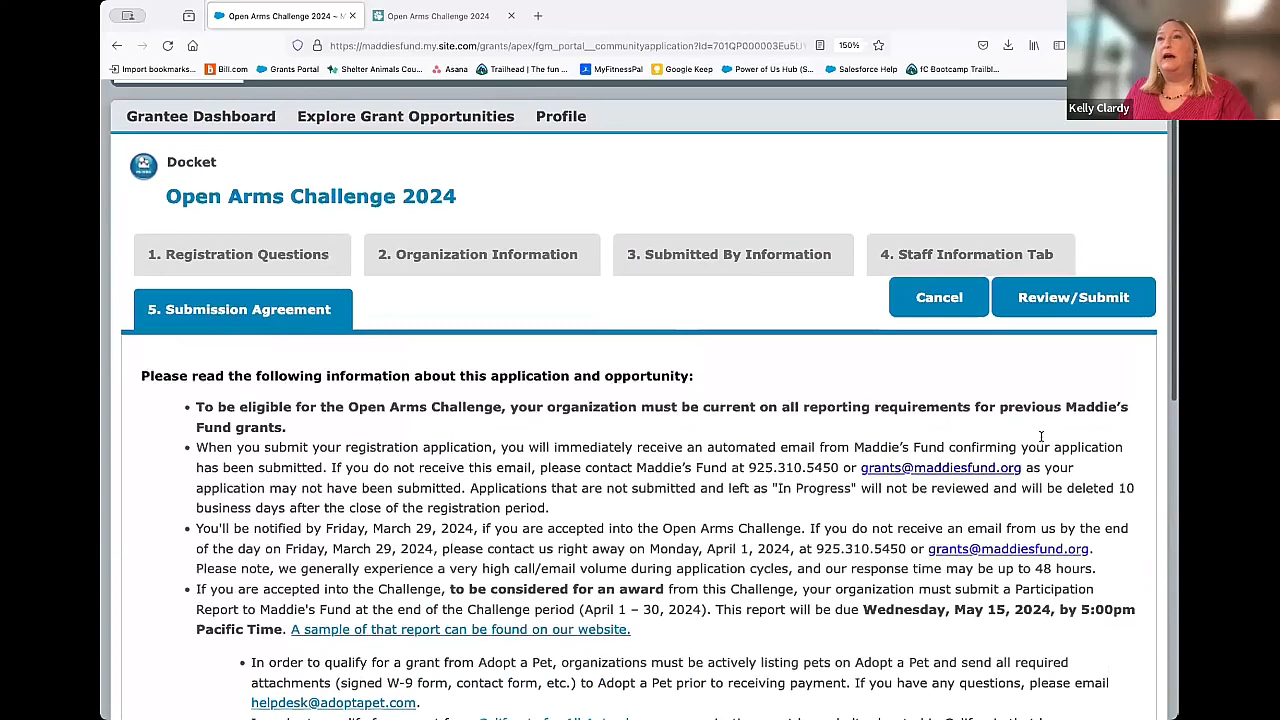 Open Arms Challenge 2024 ~ M
Open Arms Challenge 2024
https://maddiesfund.my.site.com/grants/apex/fgm_portal__communityapplication?Id=701QP000003Eu5U
150%
Import bookmarks...
Bill.com
Grants Portal
Shelter Animals Cou...
Asana
Trailhead | The fun ...
MyFitnessPal
Google Keep
Power of Us Hub (S...
Salesforce Help
fC Bootcamp Trailbl...
Kelly Clardy
Grantee Dashboard
Explore Grant Opportunities
Profile
Docket
Open Arms Challenge 2024
1. Registration Questions
2. Organization Information
3. Submitted By Information
4. Staff Information Tab
Cancel
Review/Submit
5. Submission Agreement
Please read the following information about this application and opportunity:
• To be eligible for the Open Arms Challenge, your organization must be current on all reporting requirements for previous Maddie's
Fund grants.
• When you submit your registration application, you will immediately receive an automated email from Maddie's Fund confirming your application
has been submitted. If you do not receive this email, please contact Maddie's Fund at 925.310.5450 or grants@maddiesfund.org as your
application may not have been submitted. Applications that are not submitted and left as "In Progress" will not be reviewed and will be deleted 10
business days after the close of the registration period.
• You'll be notified by Friday, March 29, 2024, if you are accepted into the Open Arms Challenge. If you do not receive an email from us by the end
of the day on Friday, March 29, 2024, please contact us right away on Monday, April 1, 2024, at 925.310.5450 or grants@maddiesfund.org.
Please note, we generally experience a very high call/email volume during application cycles, and our response time may be up to 48 hours.
• If you are accepted into the Challenge, to be considered for an award from this Challenge, your organization must submit a Participation
Report to Maddie's Fund at the end of the Challenge period (April 1 – 30, 2024). This report will be due Wednesday, May 15, 2024, by 5:00pm
Pacific Time. A sample of that report can be found on our website.
• In order to qualify for a grant from Adopt a Pet, organizations must be actively listing pets on Adopt a Pet and send all required
attachments (signed W-9 form, contact form, etc.) to Adopt a Pet prior to receiving payment. If you have any questions, please email
helpdesk@adoptapet.com.